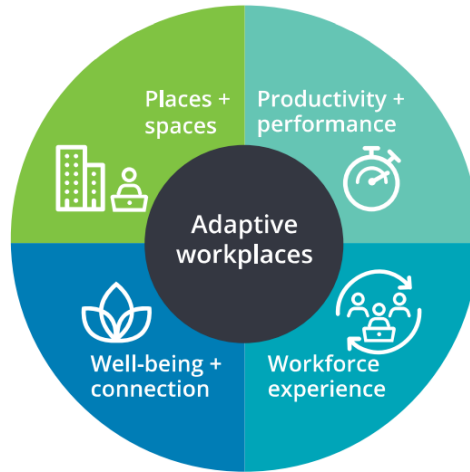 Places +
spaces
Productivity +
performance
Adaptive
workplaces
Well-being +
connection
Workforce
experience